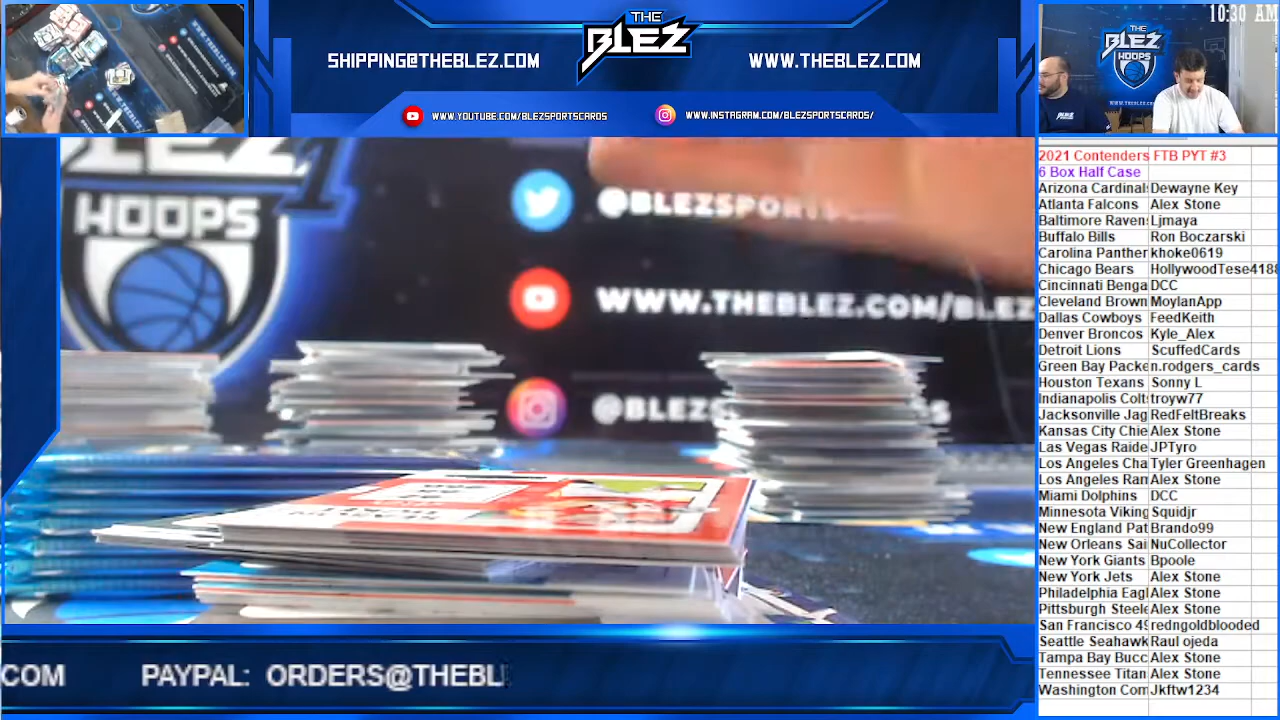 THE
BLEZ
SHIPPING@THEBLEZ.COM
WWW.THEBLEZ.COM
WWW.YOUTUBE.COM/BLEZSPORTSCARDS
WWW.INSTAGRAM.COM/BLEZSPORTSCARDS/
10:30 AM
THE
BLEZ
HOOPS
BLEZ
HOOPS
@BLEZSPORTS
WWW.THEBLEZ.COM/BLEZ
@BLEZS
2021 Contenders FTB PYT #3
6 Box Half Case
Arizona Cardinal Dewayne Key
Atlanta Falcons Alex Stone
Baltimore Raven Ljmaya
Buffalo Bills Ron Boczarski
Carolina Panther khoke0619
Chicago Bears HollywoodTese418
Cincinnati Benga DCC
Cleveland Brown MoylanApp
Dallas Cowboys FeedKeith
Denver Broncos Kyle_Alex
Detroit Lions ScuffedCards
Green Bay Packe n.rodgers_cards
Houston Texans Sonny L
Indianapolis Colt troyw77
Jacksonville Jag RedFeltBreaks
Kansas City Chie Alex Stone
Las Vegas Raide JPTyro
Los Angeles Cha Tyler Greenhagen
Los Angeles Ram Alex Stone
Miami Dolphins DCC
Minnesota Viking Squidjr
New England Pat Brando99
New Orleans Sai NuCollector
New York Giants Bpoole
New York Jets Alex Stone
Philadelphia Eagl Alex Stone
Pittsburgh Steele Alex Stone
San Francisco 49 redngoldblooded
Seattle Seahawk Raul ojeda
Tampa Bay Bucc Alex Stone
Tennessee Titan Alex Stone
Washington Com Jkftw1234
COM PAYPAL: ORDERS@THEBL